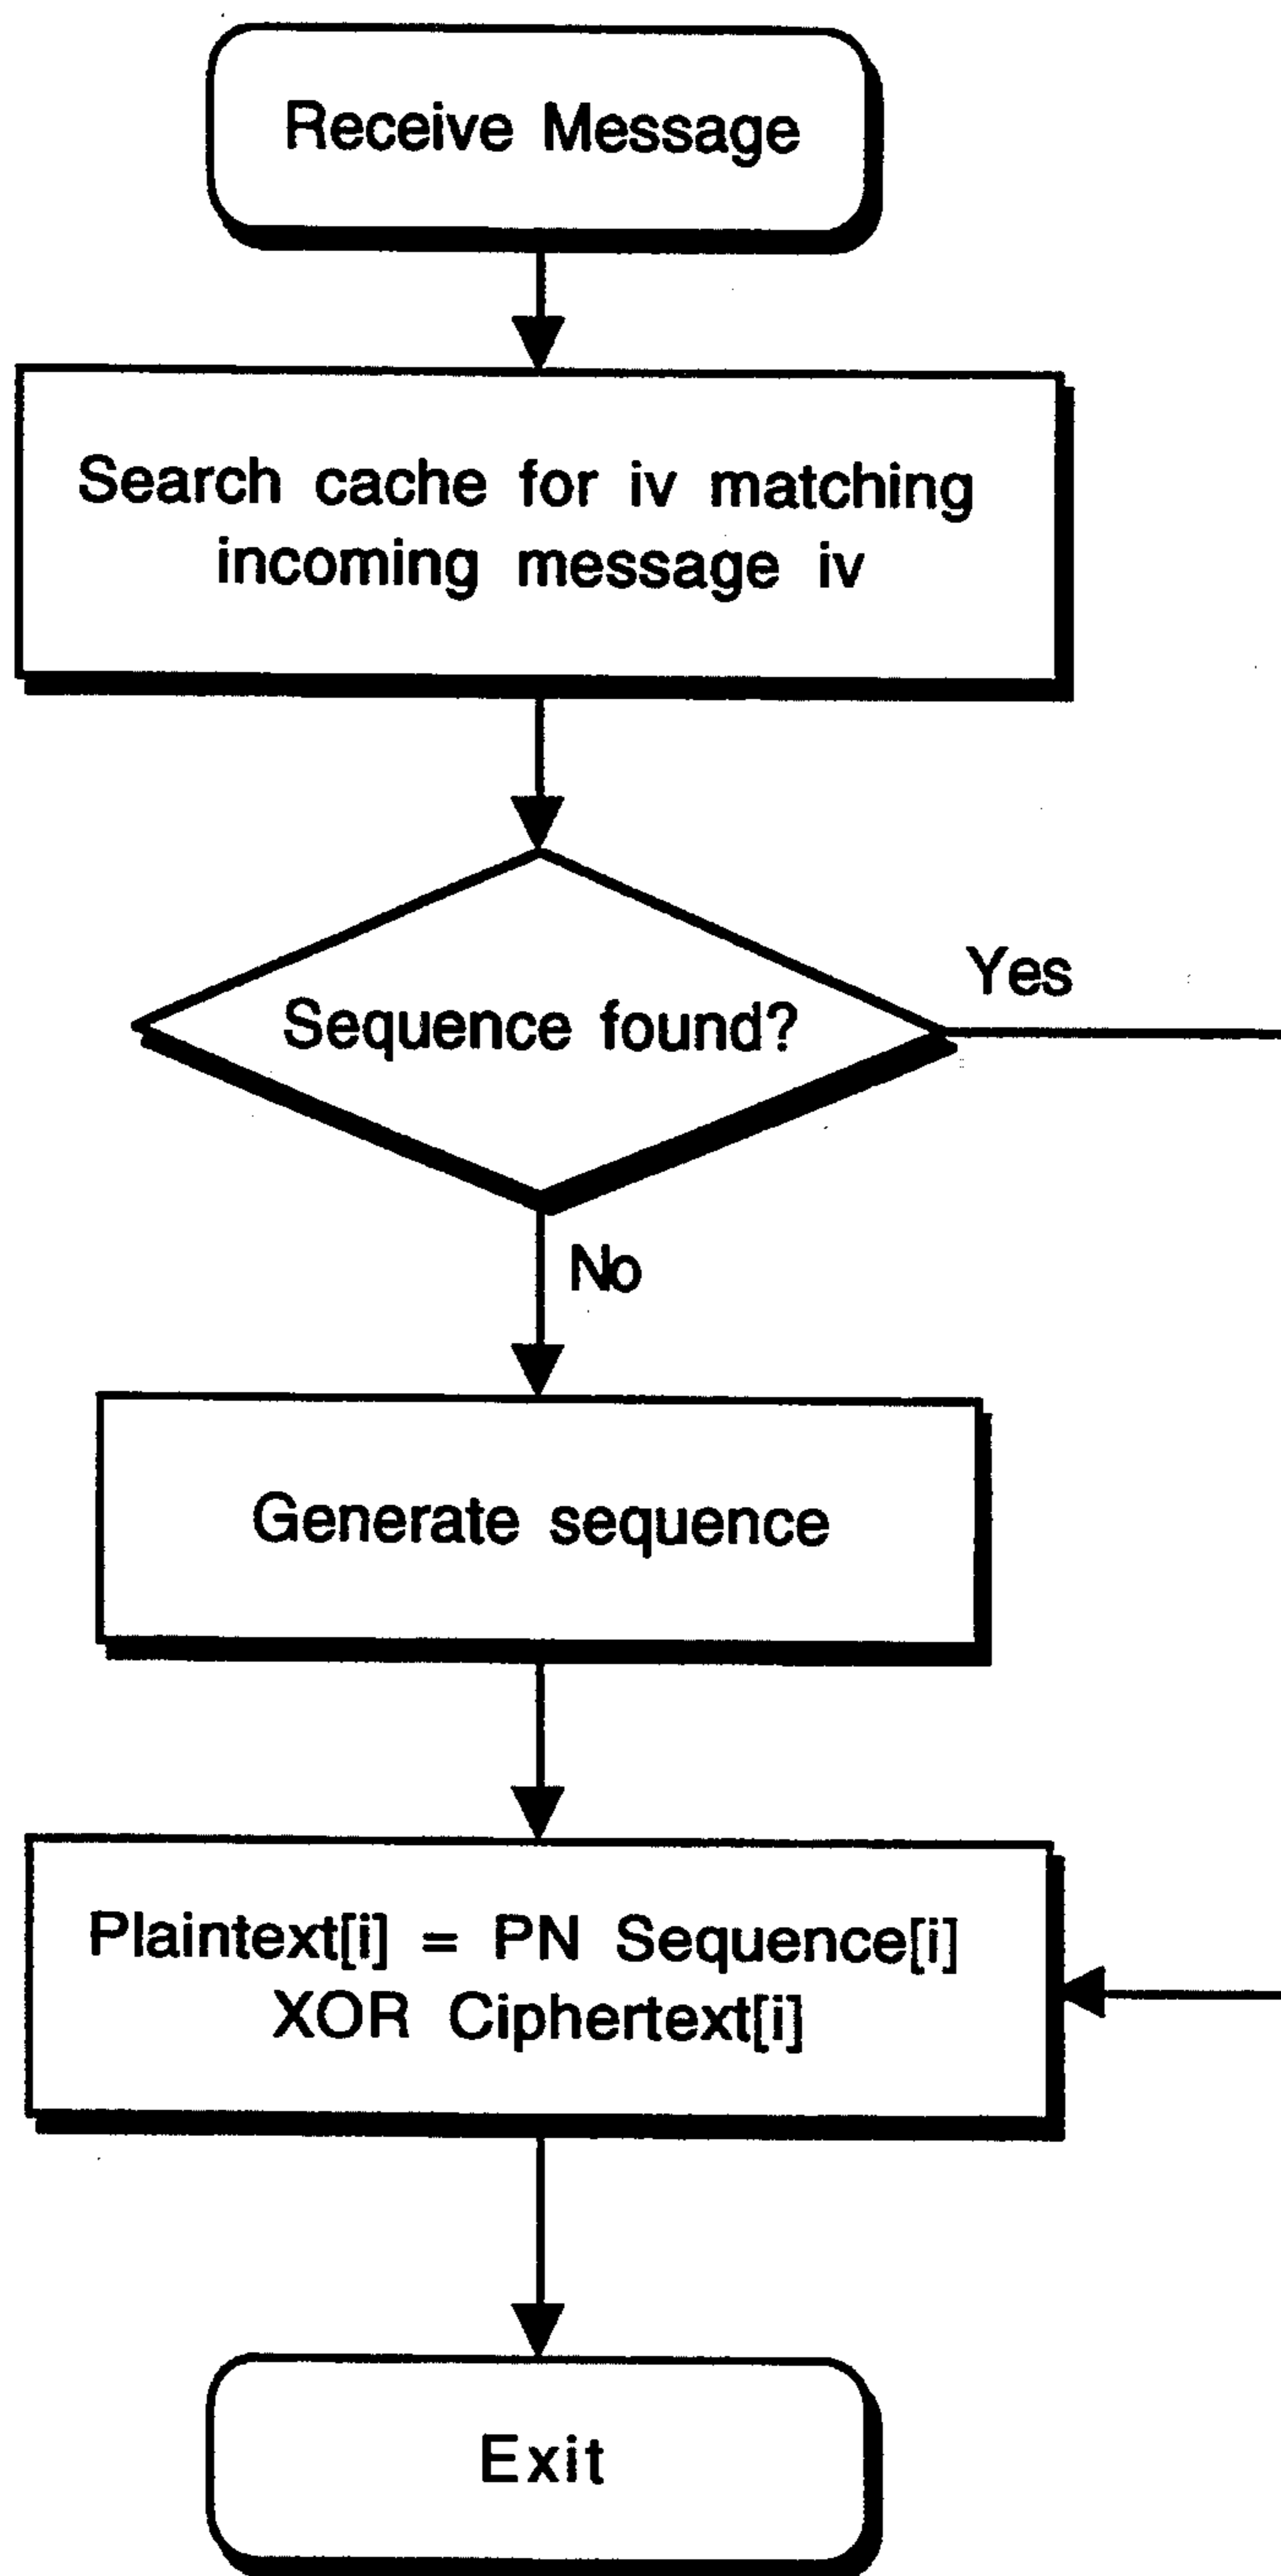 Receive Message
Search cache for iv matching
incoming message iv
Sequence found?
Yes
No
Generate sequence
Plaintext[i] = PN Sequence[i]
XOR Ciphertext[i]
Exit